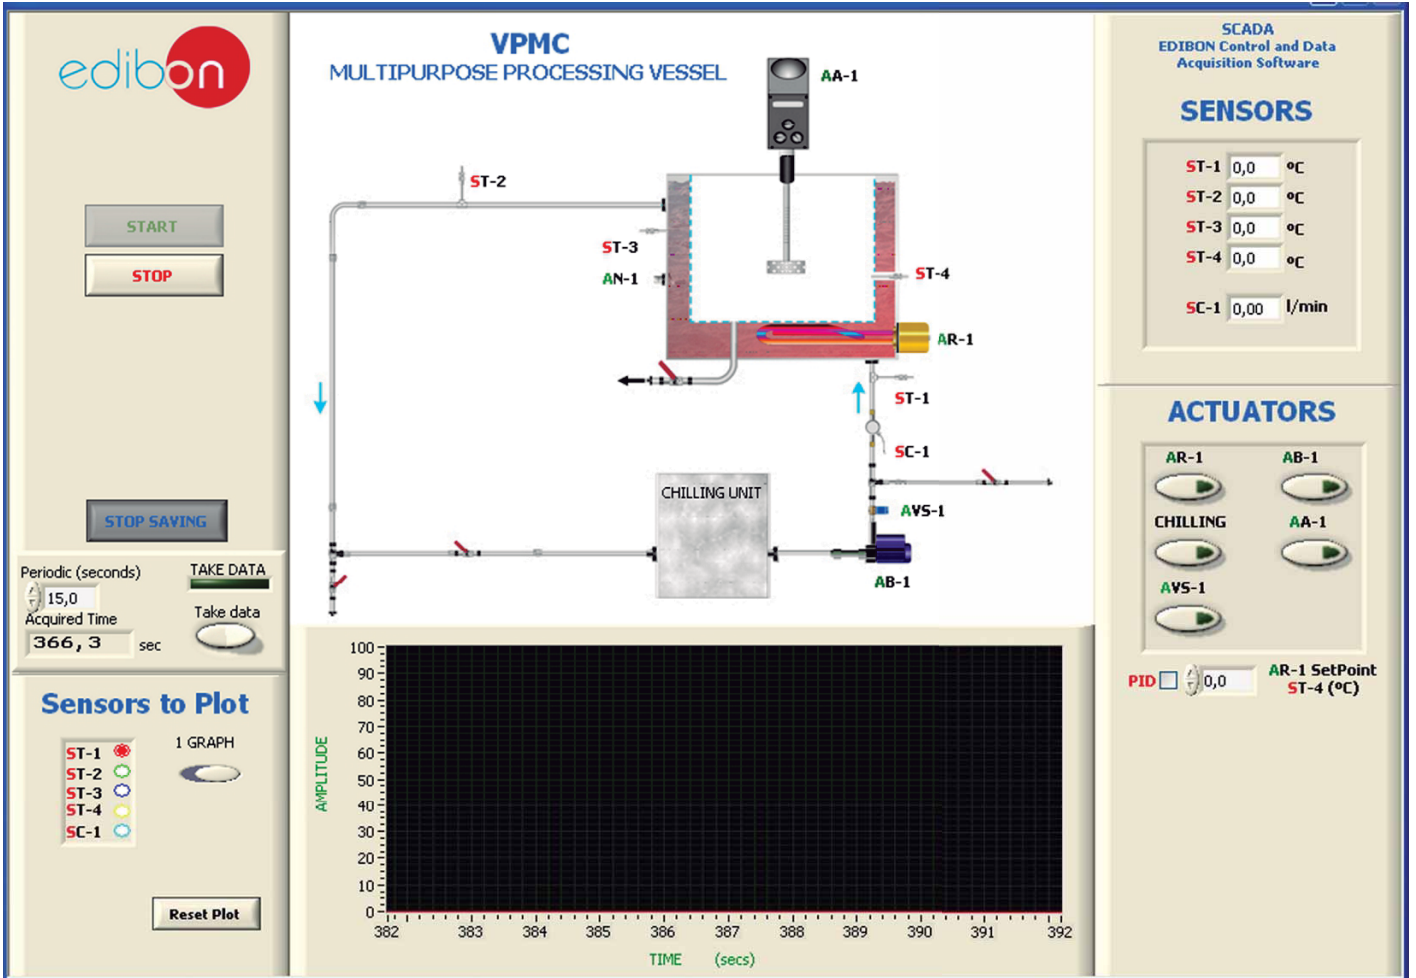 edibon
START
STOP
STOP SAVING
Periodic (seconds)
15,0
TAKE DATA
Acquired Time
366,3 sec
Take data
Sensors to Plot
ST-1
ST-2
ST-3
ST-4
SC-1
1 GRAPH
Reset Plot
VPMC
MULTIPURPOSE PROCESSING VESSEL
AA-1
ST-2
ST-3
AN-1
ST-4
AR-1
ST-1
SC-1
CHILLING UNIT
AVS-1
AB-1
AMPLITUDE
100
90
80
70
60
50
40
30
20
10
0
382 383 384 385 386 387 388 389 390 391 392
TIME (secs)
SCADA
EDIBON Control and Data
Acquisition Software
SENSORS
ST-1 0,0 ºC
ST-2 0,0 ºC
ST-3 0,0 ºC
ST-4 0,0 ºC
SC-1 0,00 l/min
ACTUATORS
AR-1 AB-1
CHILLING AA-1
AVS-1
PID 0,0 AR-1 SetPoint
ST-4 (ºC)